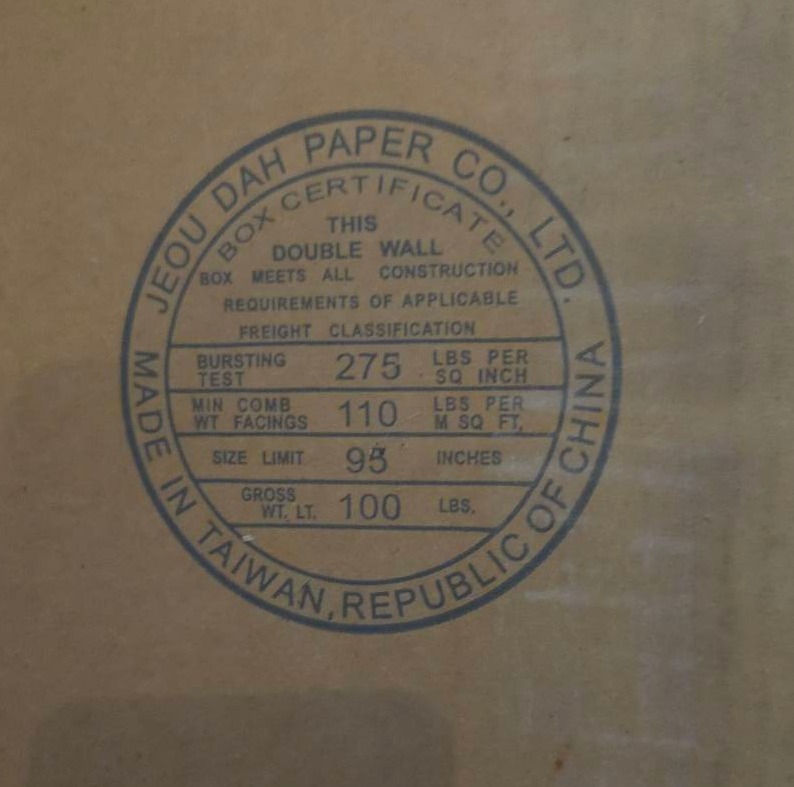 JEOU DAH PAPER CO., LTD.
BOX CERTIFICATE
THIS
DOUBLE WALL
BOX MEETS ALL CONSTRUCTION
REQUIREMENTS OF APPLICABLE
FREIGHT CLASSIFICATION
BURSTING TEST 275 LBS PER SQ INCH
MIN COMB WT FACINGS 110 LBS PER M SQ FT,
SIZE LIMIT 95 INCHES
GROSS WT. LT. 100 LBS.
MADE IN TAIWAN, REPUBLIC OF CHINA